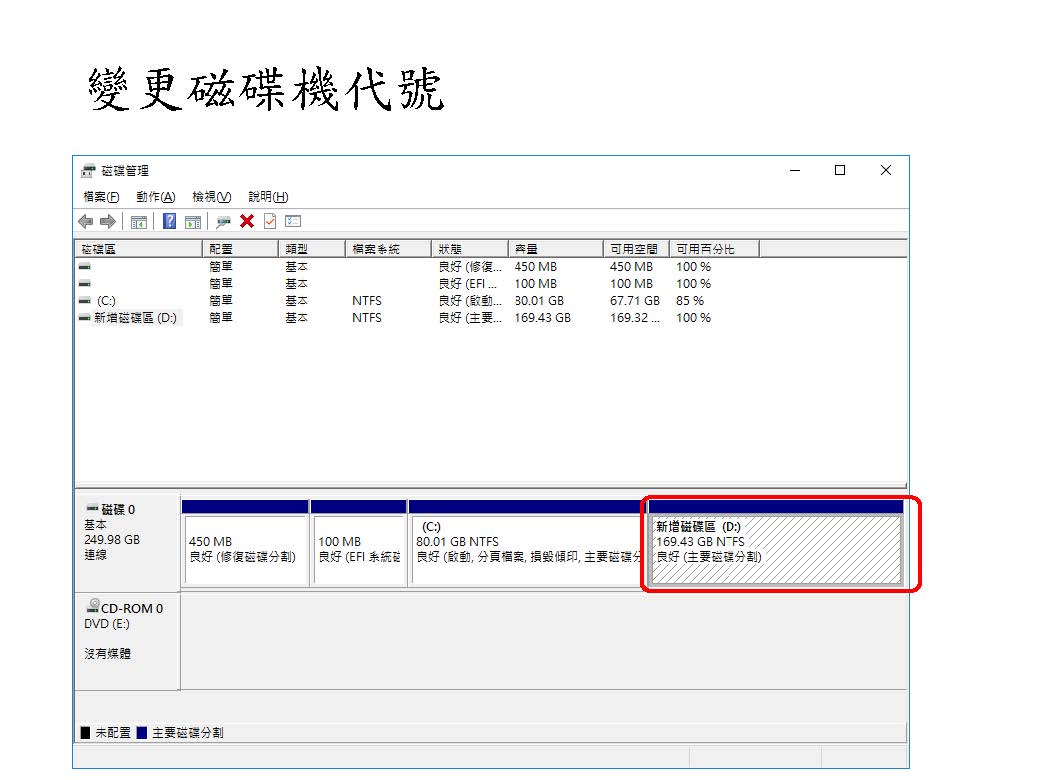 變更磁碟機代號
磁碟管理
檔案(F) 動作(A) 檢視(V) 說明(H)
磁碟區 配置 類型 檔案系統 狀態 容量 可用空間 可用百分比
簡單 基本 良好 (修復... 450 MB 450 MB 100 %
簡單 基本 良好 (EFI ... 100 MB 100 MB 100 %
(C:) 簡單 基本 NTFS 良好 (啟動... 80.01 GB 67.71 GB 85 %
新增磁碟區 (D:) 簡單 基本 NTFS 良好 (主要... 169.43 GB 169.32 ... 100 %
磁碟 0
基本
249.98 GB
連線
450 MB
良好 (修復磁碟分割)
100 MB
良好 (EFI 系統磁
(C:)
80.01 GB NTFS
良好 (啟動, 分頁檔案, 損毀傾印, 主要磁碟分
新增磁碟區 (D:)
169.43 GB NTFS
良好 (主要磁碟分割)
CD-ROM 0
DVD (E:)
沒有媒體
未配置 主要磁碟分割